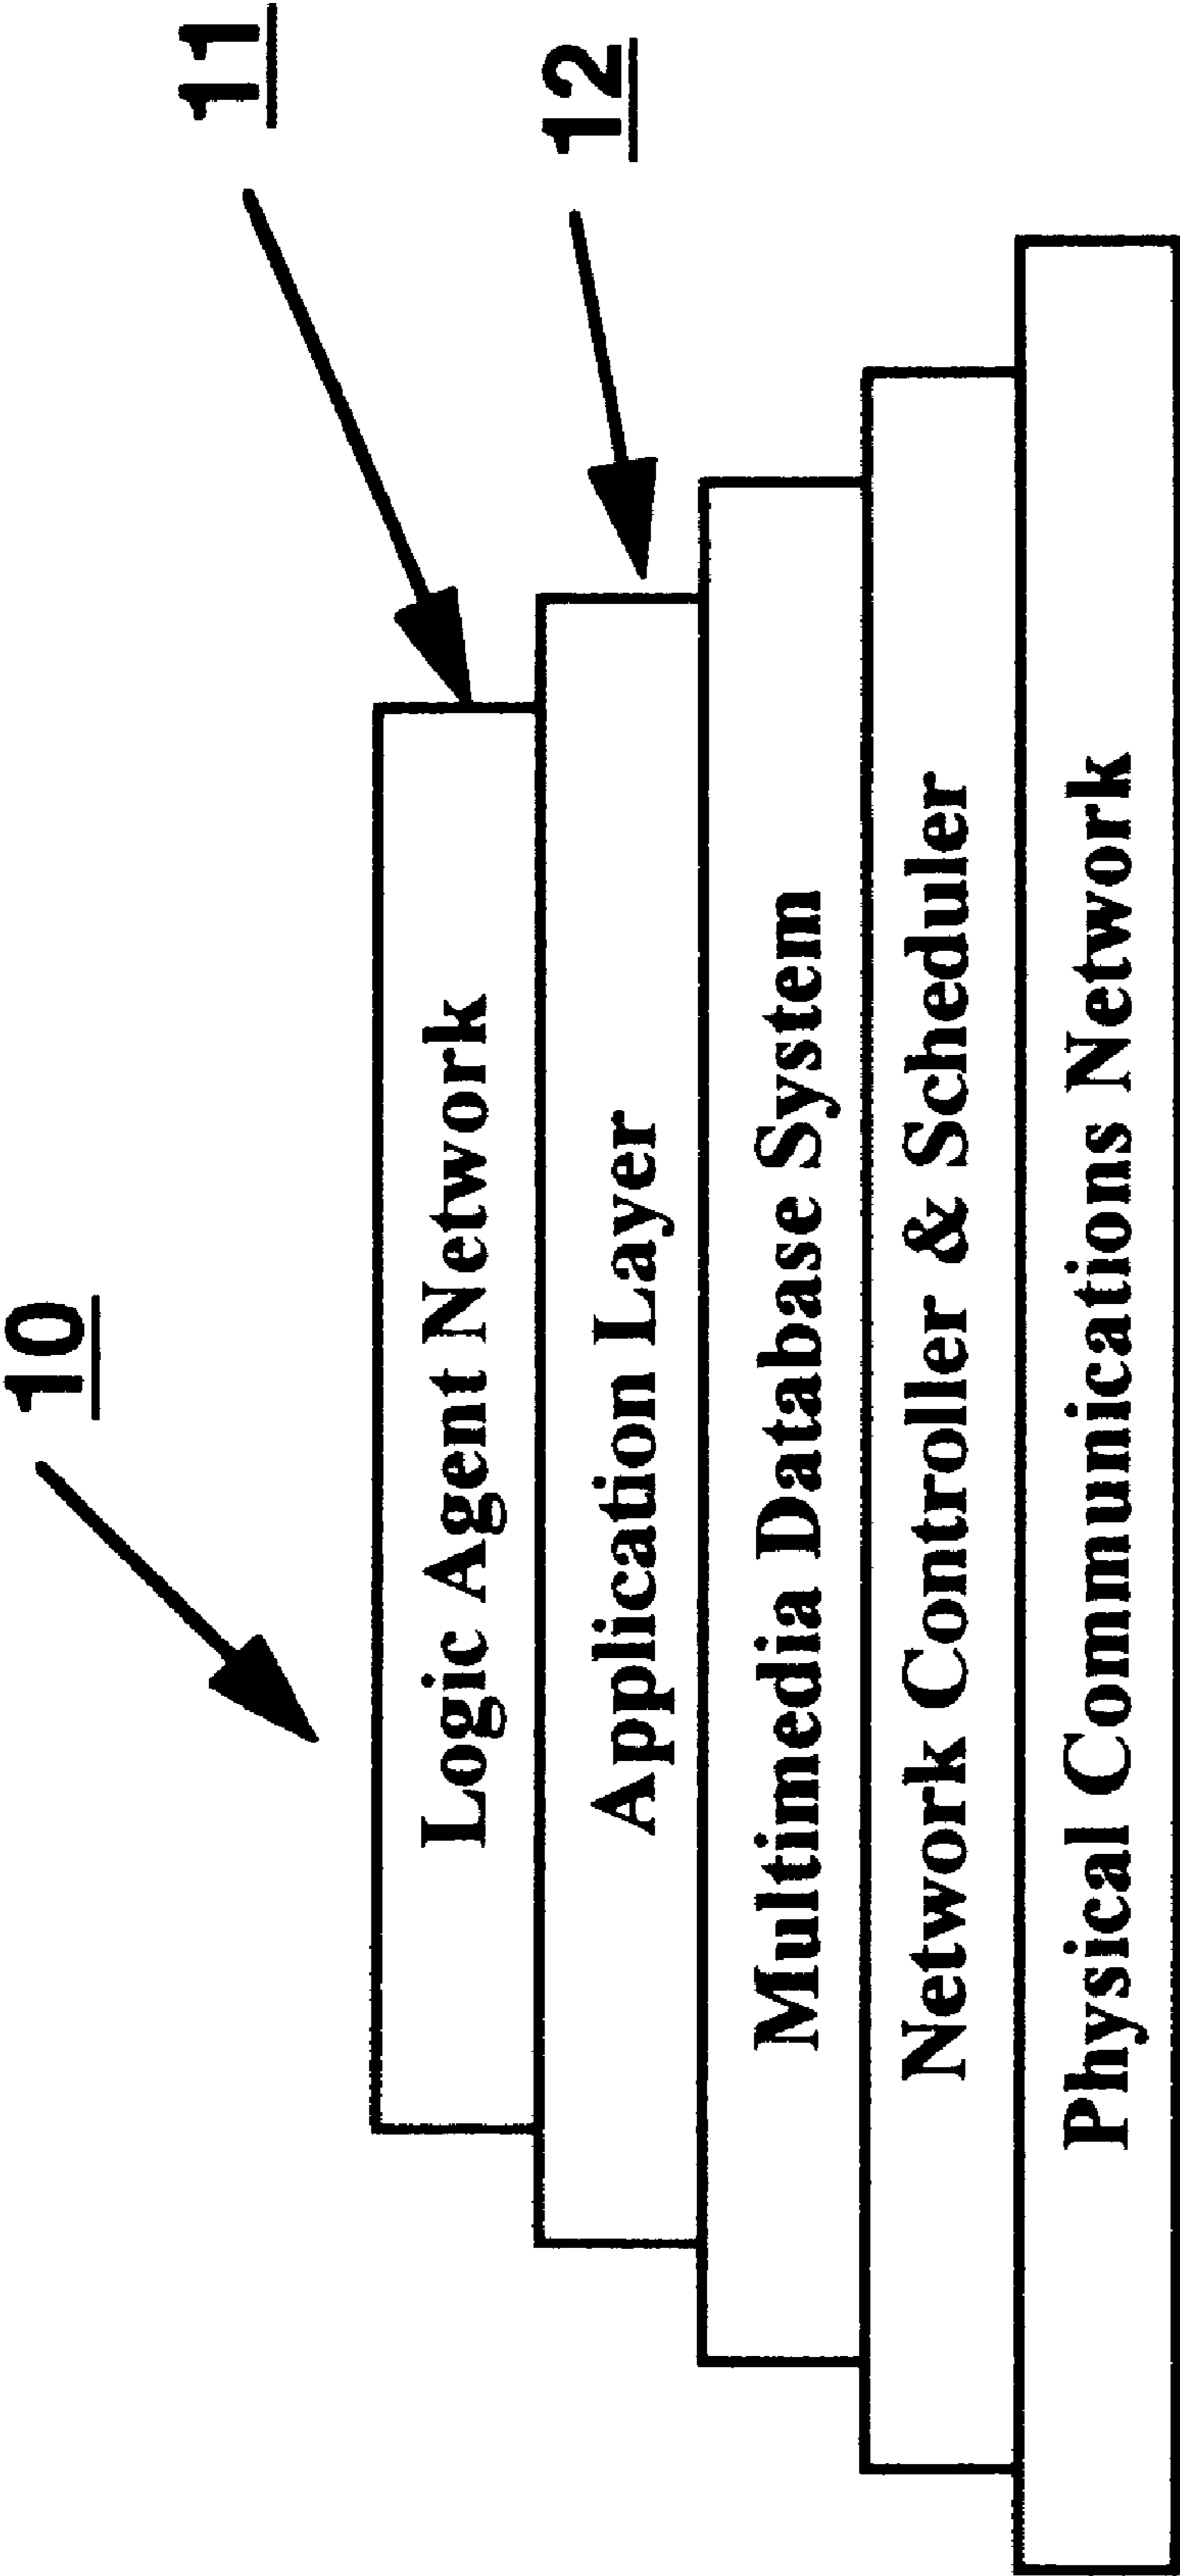 10
11
12
Logic Agent Network
Application Layer
Multimedia Database System
Network Controller & Scheduler
Physical Communications Network